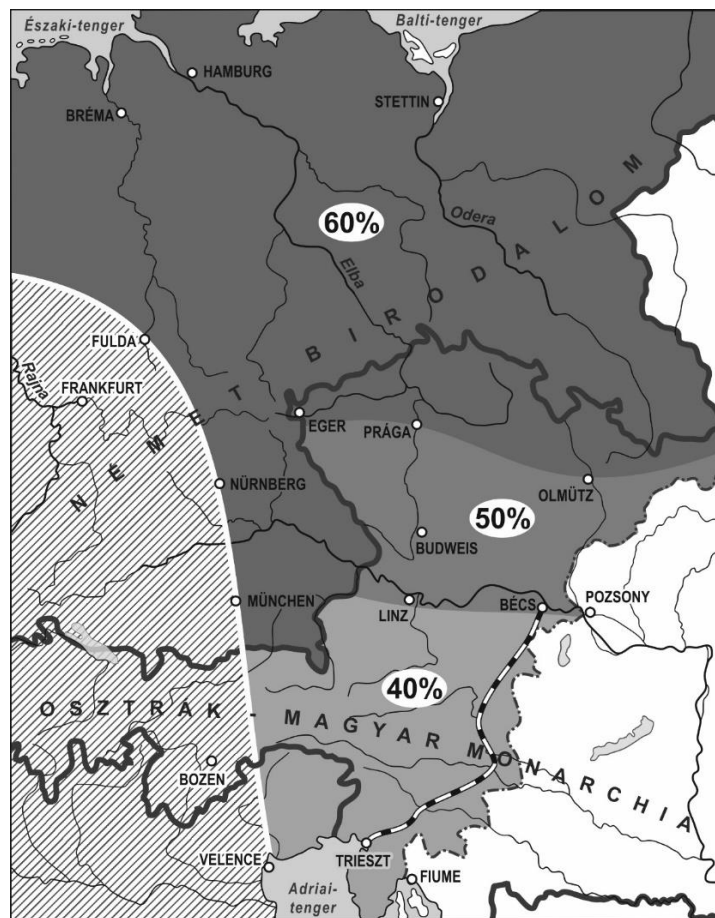 Északi-tenger
Balti-tenger
HAMBURG
STETTIN
BRÉMA
60%
Odera
Elba
NÉMET BIRODALOM
FULDA
Rajna
FRANKFURT
EGER
PRÁGA
NÜRNBERG
OLMÜTZ
50%
BUDWEIS
MÜNCHEN
LINZ
BÉCS
POZSONY
40%
OSZTRÁK-MAGYAR MONARCHIA
BOZEN
VELENCE
TRIESZT
FIUME
Adriai-
tenger